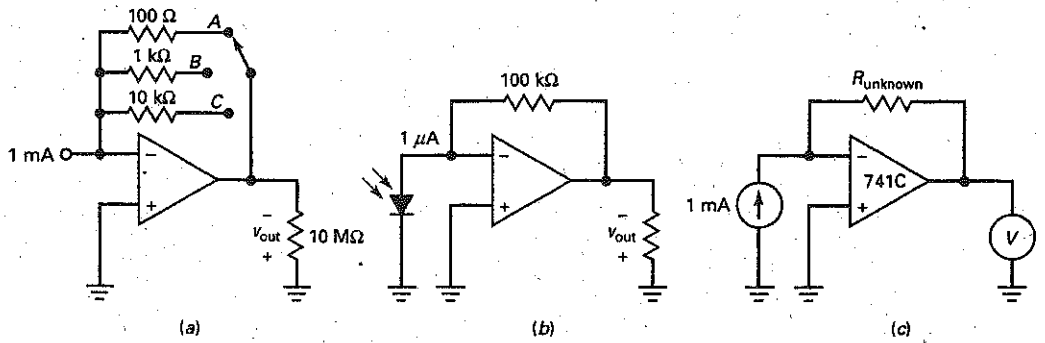 100 Ω A
1 kΩ B
10 kΩ C
1 mA
−
+
−
v_out
+
10 MΩ
(a)
100 kΩ
1 μA
−
+
−
v_out
+
(b)
R_unknown
−
741C
+
1 mA
V
(c)